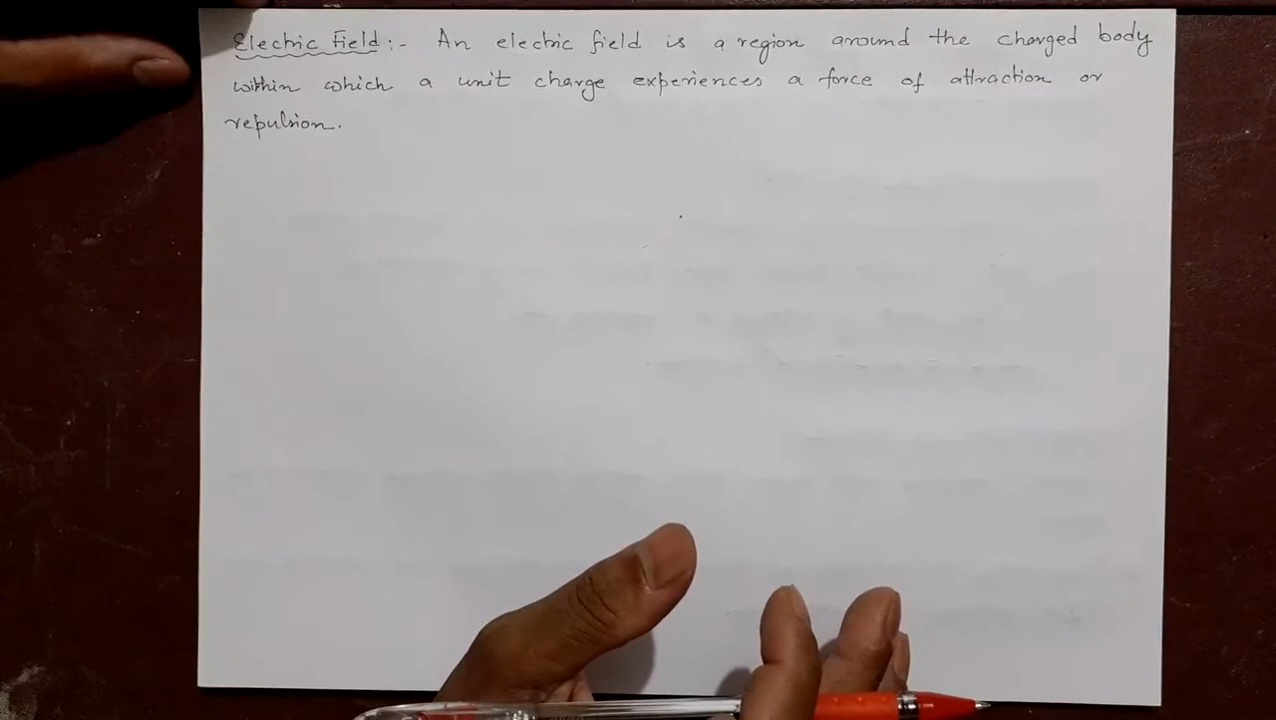 Electric Field :- An electric field is a region around the charged body
within which a unit charge experiences a force of attraction or
repulsion.